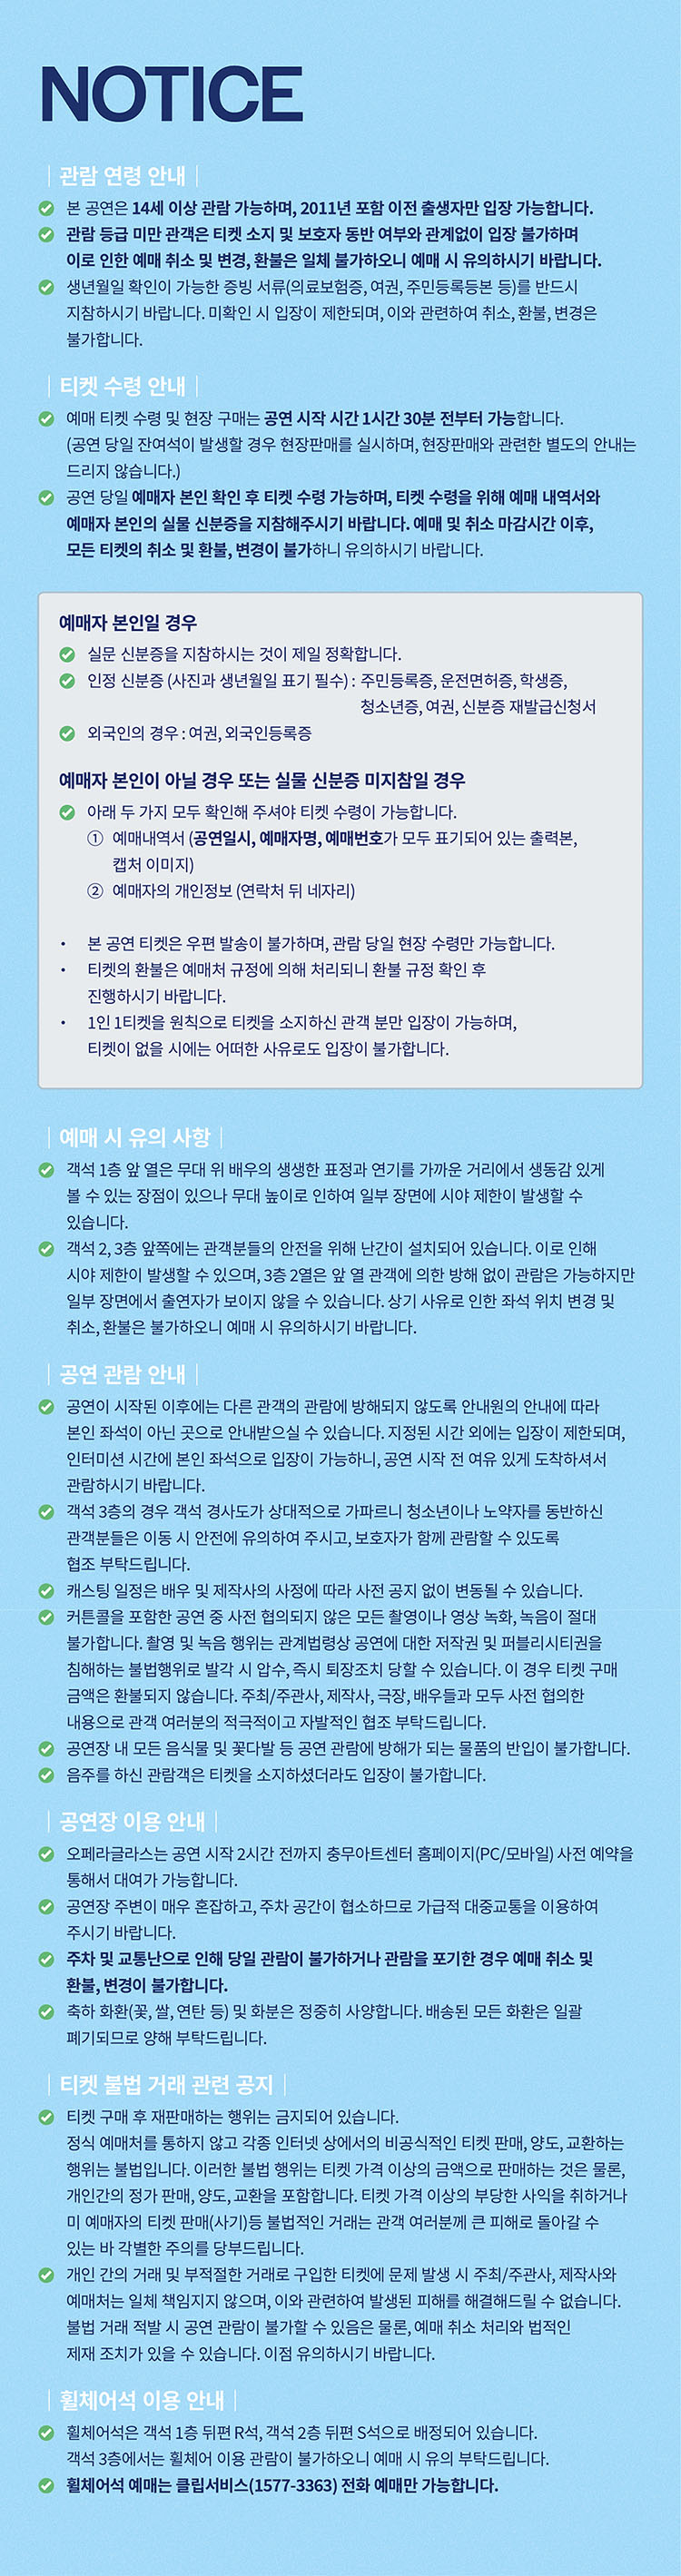 NOTICE
관람 연령 안내
본 공연은 14세 이상 관람 가능하며, 2011년 포함 이전 출생자만 입장 가능합니다.
관람 등급 미만 관객은 티켓 소지 및 보호자 동반 여부와 관계없이 입장 불가하며
이로 인한 예매 취소 및 변경, 환불은 일체 불가하오니 예매 시 유의하시기 바랍니다.
생년월일 확인이 가능한 증빙 서류(의료보험증, 여권, 주민등록등본 등)를 반드시
지참하시기 바랍니다. 미확인 시 입장이 제한되며, 이와 관련하여 취소, 환불, 변경은
불가합니다.
티켓 수령 안내
예매 티켓 수령 및 현장 구매는 공연 시작 시간 1시간 30분 전부터 가능합니다.
(공연 당일 잔여석이 발생할 경우 현장판매를 실시하며, 현장판매와 관련한 별도의 안내는
드리지 않습니다.)
공연 당일 예매자 본인 확인 후 티켓 수령 가능하며, 티켓 수령을 위해 예매 내역서와
예매자 본인의 실물 신분증을 지참해주시기 바랍니다. 예매 및 취소 마감시간 이후,
모든 티켓의 취소 및 환불, 변경이 불가하니 유의하시기 바랍니다.
예매자 본인일 경우
실문 신분증을 지참하시는 것이 제일 정확합니다.
인정 신분증 (사진과 생년월일 표기 필수) : 주민등록증, 운전면허증, 학생증,
청소년증, 여권, 신분증 재발급신청서
외국인의 경우 : 여권, 외국인등록증
예매자 본인이 아닐 경우 또는 실물 신분증 미지참일 경우
아래 두 가지 모두 확인해 주셔야 티켓 수령이 가능합니다.
① 예매내역서 (공연일시, 예매자명, 예매번호가 모두 표기되어 있는 출력본,
캡처 이미지)
② 예매자의 개인정보 (연락처 뒤 네자리)
• 본 공연 티켓은 우편 발송이 불가하며, 관람 당일 현장 수령만 가능합니다.
• 티켓의 환불은 예매처 규정에 의해 처리되니 환불 규정 확인 후
진행하시기 바랍니다.
• 1인 1티켓을 원칙으로 티켓을 소지하신 관객 분만 입장이 가능하며,
티켓이 없을 시에는 어떠한 사유로도 입장이 불가합니다.
예매 시 유의 사항
객석 1층 앞 열은 무대 위 배우의 생생한 표정과 연기를 가까운 거리에서 생동감 있게
볼 수 있는 장점이 있으나 무대 높이로 인하여 일부 장면에 시야 제한이 발생할 수
있습니다.
객석 2, 3층 앞쪽에는 관객분들의 안전을 위해 난간이 설치되어 있습니다. 이로 인해
시야 제한이 발생할 수 있으며, 3층 2열은 앞 열 관객에 의한 방해 없이 관람은 가능하지만
일부 장면에서 출연자가 보이지 않을 수 있습니다. 상기 사유로 인한 좌석 위치 변경 및
취소, 환불은 불가하오니 예매 시 유의하시기 바랍니다.
공연 관람 안내
공연이 시작된 이후에는 다른 관객의 관람에 방해되지 않도록 안내원의 안내에 따라
본인 좌석이 아닌 곳으로 안내받으실 수 있습니다. 지정된 시간 외에는 입장이 제한되며,
인터미션 시간에 본인 좌석으로 입장이 가능하니, 공연 시작 전 여유 있게 도착하셔서
관람하시기 바랍니다.
객석 3층의 경우 객석 경사도가 상대적으로 가파르니 청소년이나 노약자를 동반하신
관객분들은 이동 시 안전에 유의하여 주시고, 보호자가 함께 관람할 수 있도록
협조 부탁드립니다.
캐스팅 일정은 배우 및 제작사의 사정에 따라 사전 공지 없이 변동될 수 있습니다.
커튼콜을 포함한 공연 중 사전 협의되지 않은 모든 촬영이나 영상 녹화, 녹음이 절대
불가합니다. 촬영 및 녹음 행위는 관계법령상 공연에 대한 저작권 및 퍼블리시티권을
침해하는 불법행위로 발각 시 압수, 즉시 퇴장조치 당할 수 있습니다. 이 경우 티켓 구매
금액은 환불되지 않습니다. 주최/주관사, 제작사, 극장, 배우들과 모두 사전 협의한
내용으로 관객 여러분의 적극적이고 자발적인 협조 부탁드립니다.
공연장 내 모든 음식물 및 꽃다발 등 공연 관람에 방해가 되는 물품의 반입이 불가합니다.
음주를 하신 관람객은 티켓을 소지하셨더라도 입장이 불가합니다.
공연장 이용 안내
오페라글라스는 공연 시작 2시간 전까지 충무아트센터 홈페이지(PC/모바일) 사전 예약을
통해서 대여가 가능합니다.
공연장 주변이 매우 혼잡하고, 주차 공간이 협소하므로 가급적 대중교통을 이용하여
주시기 바랍니다.
주차 및 교통난으로 인해 당일 관람이 불가하거나 관람을 포기한 경우 예매 취소 및
환불, 변경이 불가합니다.
축하 화환(꽃, 쌀, 연탄 등) 및 화분은 정중히 사양합니다. 배송된 모든 화환은 일괄
폐기되므로 양해 부탁드립니다.
티켓 불법 거래 관련 공지
티켓 구매 후 재판매하는 행위는 금지되어 있습니다.
정식 예매처를 통하지 않고 각종 인터넷 상에서의 비공식적인 티켓 판매, 양도, 교환하는
행위는 불법입니다. 이러한 불법 행위는 티켓 가격 이상의 금액으로 판매하는 것은 물론,
개인간의 정가 판매, 양도, 교환을 포함합니다. 티켓 가격 이상의 부당한 사익을 취하거나
미 예매자의 티켓 판매(사기)등 불법적인 거래는 관객 여러분께 큰 피해로 돌아갈 수
있는 바 각별한 주의를 당부드립니다.
개인 간의 거래 및 부적절한 거래로 구입한 티켓에 문제 발생 시 주최/주관사, 제작사와
예매처는 일체 책임지지 않으며, 이와 관련하여 발생된 피해를 해결해드릴 수 없습니다.
불법 거래 적발 시 공연 관람이 불가할 수 있음은 물론, 예매 취소 처리와 법적인
제재 조치가 있을 수 있습니다. 이점 유의하시기 바랍니다.
휠체어석 이용 안내
휠체어석은 객석 1층 뒤편 R석, 객석 2층 뒤편 S석으로 배정되어 있습니다.
객석 3층에서는 휠체어 이용 관람이 불가하오니 예매 시 유의 부탁드립니다.
휠체어석 예매는 클립서비스(1577-3363) 전화 예매만 가능합니다.